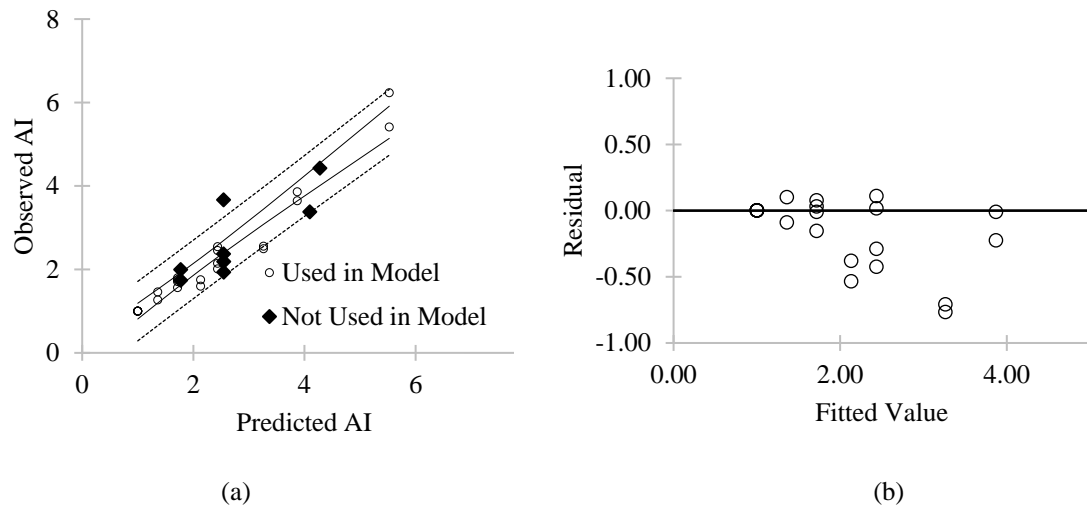 8
6
4
2
0
0
2
4
6
Observed AI
Predicted AI
Used in Model
Not Used in Model
(a)
1.00
0.50
0.00
-0.50
-1.00
0.00
2.00
4.00
Residual
Fitted Value
(b)